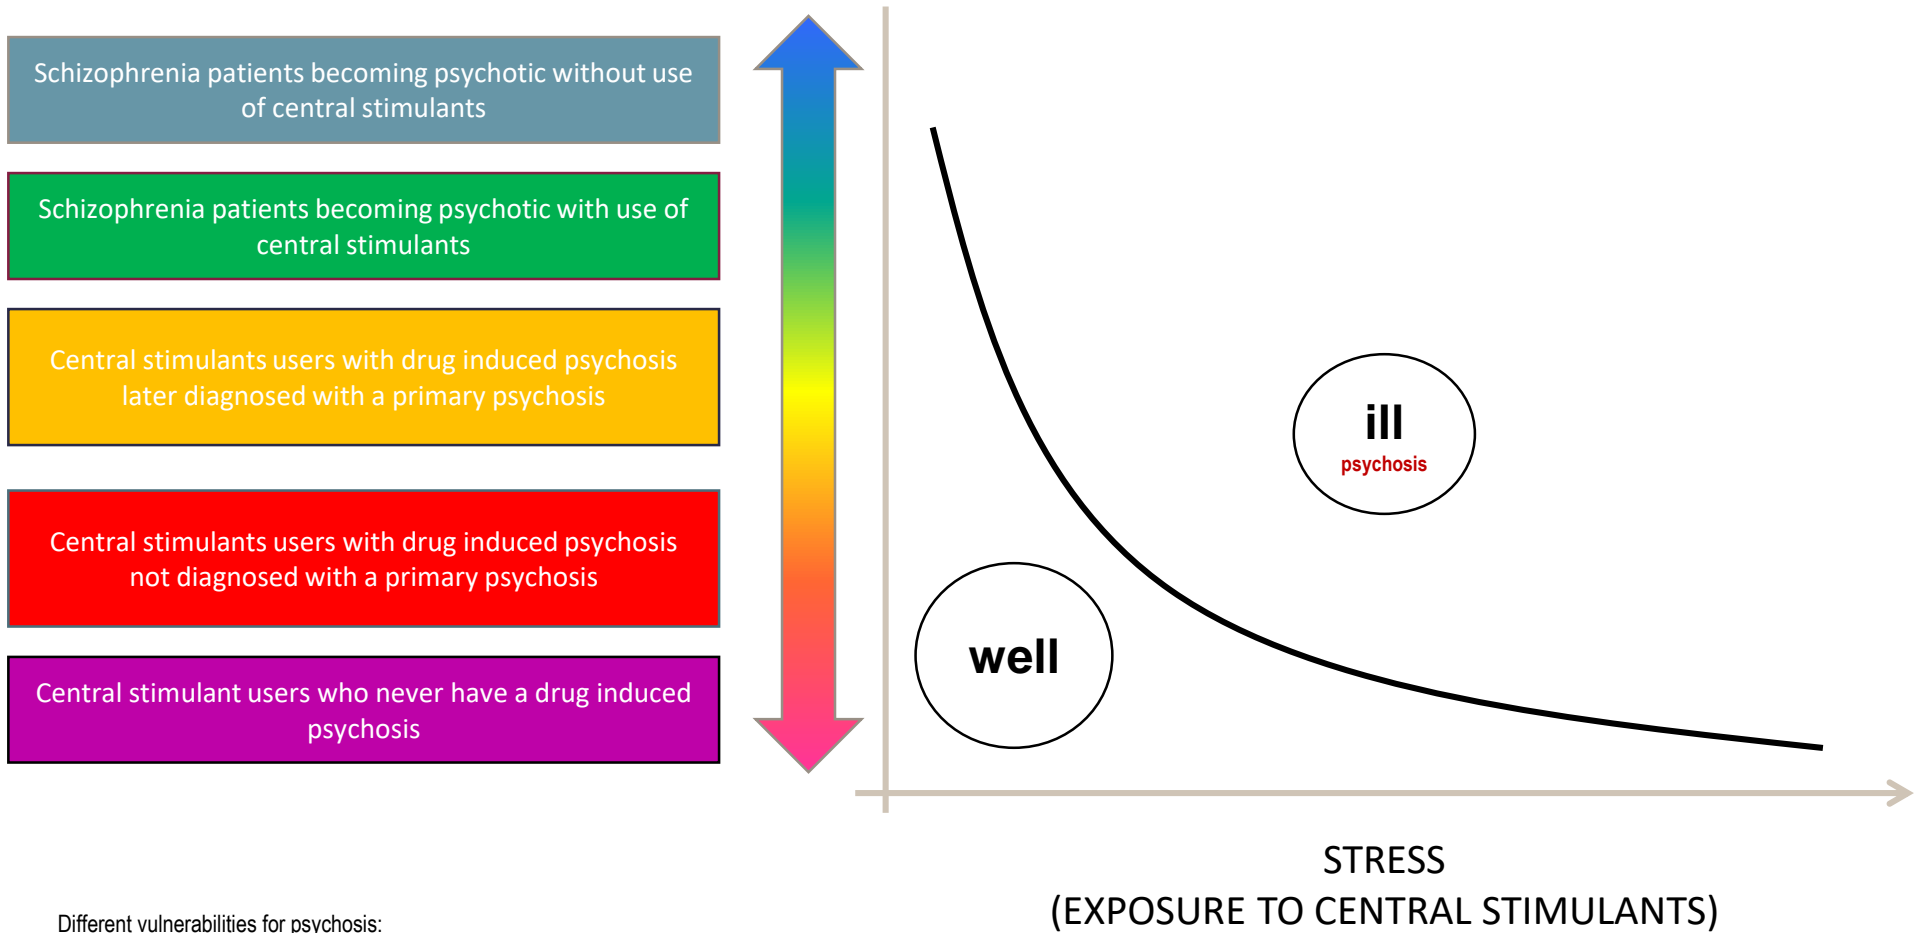 Schizophrenia patients becoming psychotic without use
of central stimulants
Schizophrenia patients becoming psychotic with use of
central stimulants
Central stimulants users with drug induced psychosis
later diagnosed with a primary psychosis
Central stimulants users with drug induced psychosis
not diagnosed with a primary psychosis
Central stimulant users who never have a drug induced
psychosis
ill
psychosis
well
STRESS
(EXPOSURE TO CENTRAL STIMULANTS)
Different vulnerabilities for psychosis: